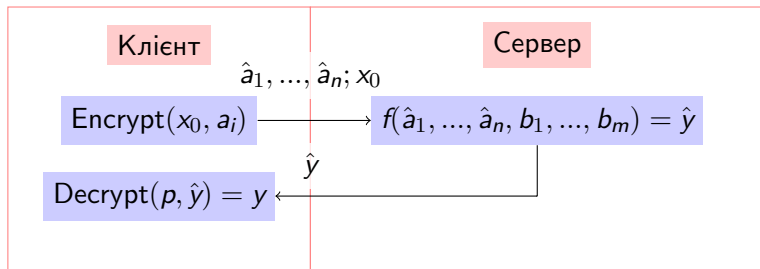 Клієнт
Сервер
â₁, ..., âₙ; x₀
Encrypt(x₀, aᵢ)
f(â₁, ..., âₙ, b₁, ..., bₘ) = ŷ
ŷ
Decrypt(p, ŷ) = y